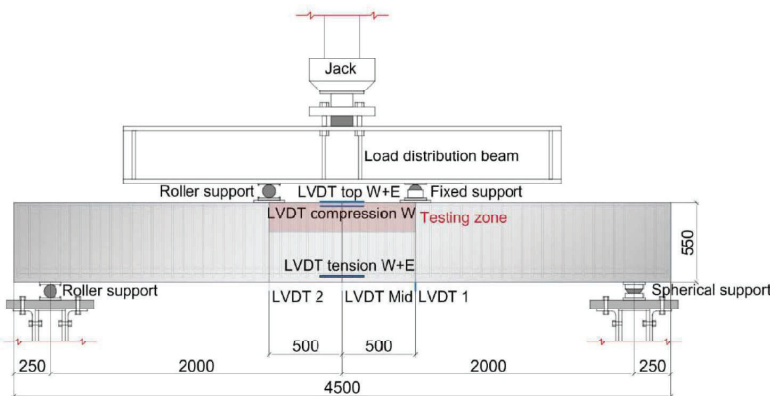 Jack
Load distribution beam
Roller support
LVDT top W+E
Fixed support
LVDT compression W
Testing zone
550
LVDT tension W+E
Roller support
LVDT 2
LVDT Mid
LVDT 1
Spherical support
500
500
250
2000
2000
250
4500